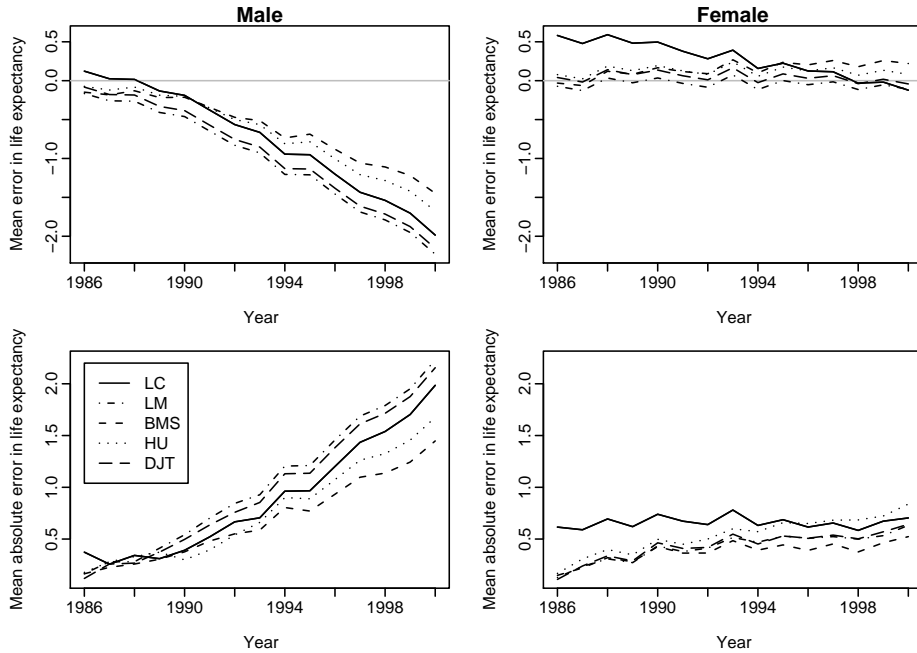 Male
Female
Mean error in life expectancy
0.5
0.0
−1.0
−2.0
1986
1990
1994
1998
Year
Mean error in life expectancy
0.5
0.0
−1.0
−2.0
1986
1990
1994
1998
Year
Mean absolute error in life expectancy
2.0
1.5
1.0
0.5
LC
LM
BMS
HU
DJT
1986
1990
1994
1998
Year
Mean absolute error in life expectancy
2.0
1.5
1.0
0.5
1986
1990
1994
1998
Year